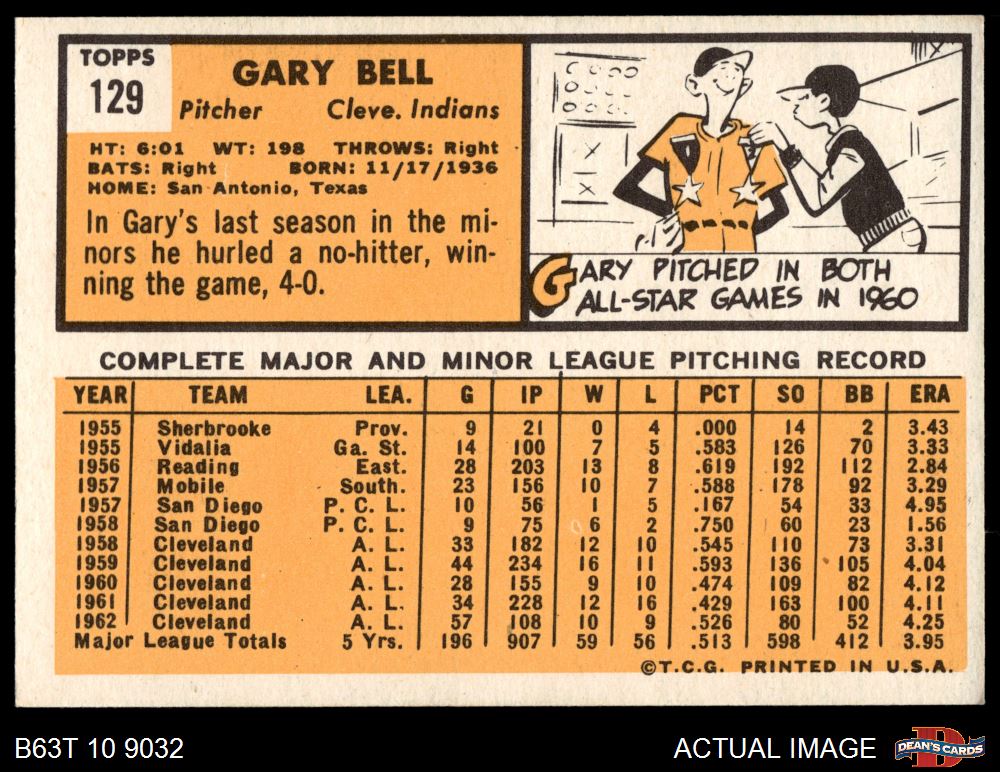 TOPPS
129
GARY BELL
Pitcher Cleve. Indians
HT: 6:01 WT: 198 THROWS: Right
BATS: Right BORN: 11/17/1936
HOME: San Antonio, Texas
In Gary's last season in the mi-
nors he hurled a no-hitter, win-
ning the game, 4-0.
GARY PITCHED IN BOTH
ALL-STAR GAMES IN 1960
COMPLETE MAJOR AND MINOR LEAGUE PITCHING RECORD
YEAR TEAM LEA. G IP W L PCT SO BB ERA
1955 Sherbrooke Prov. 9 21 0 4 .000 14 2 3.43
1955 Vidalia Ga. St. 14 100 7 5 .583 126 70 3.33
1956 Reading East. 28 203 13 8 .619 192 112 2.84
1957 Mobile South. 23 156 10 7 .588 178 92 3.29
1957 San Diego P. C. L. 10 56 1 5 .167 54 33 4.95
1958 San Diego P. C. L. 9 75 6 2 .750 60 23 1.56
1958 Cleveland A. L. 33 182 12 10 .545 110 73 3.31
1959 Cleveland A. L. 44 234 16 11 .593 136 105 4.04
1960 Cleveland A. L. 28 155 9 10 .474 109 82 4.12
1961 Cleveland A. L. 34 228 12 16 .429 163 100 4.11
1962 Cleveland A. L. 57 108 10 9 .526 80 52 4.25
Major League Totals 5 Yrs. 196 907 59 56 .513 598 412 3.95
©T.C.G. PRINTED IN U.S.A.
B63T 10 9032
ACTUAL IMAGE
DEAN'S CARDS